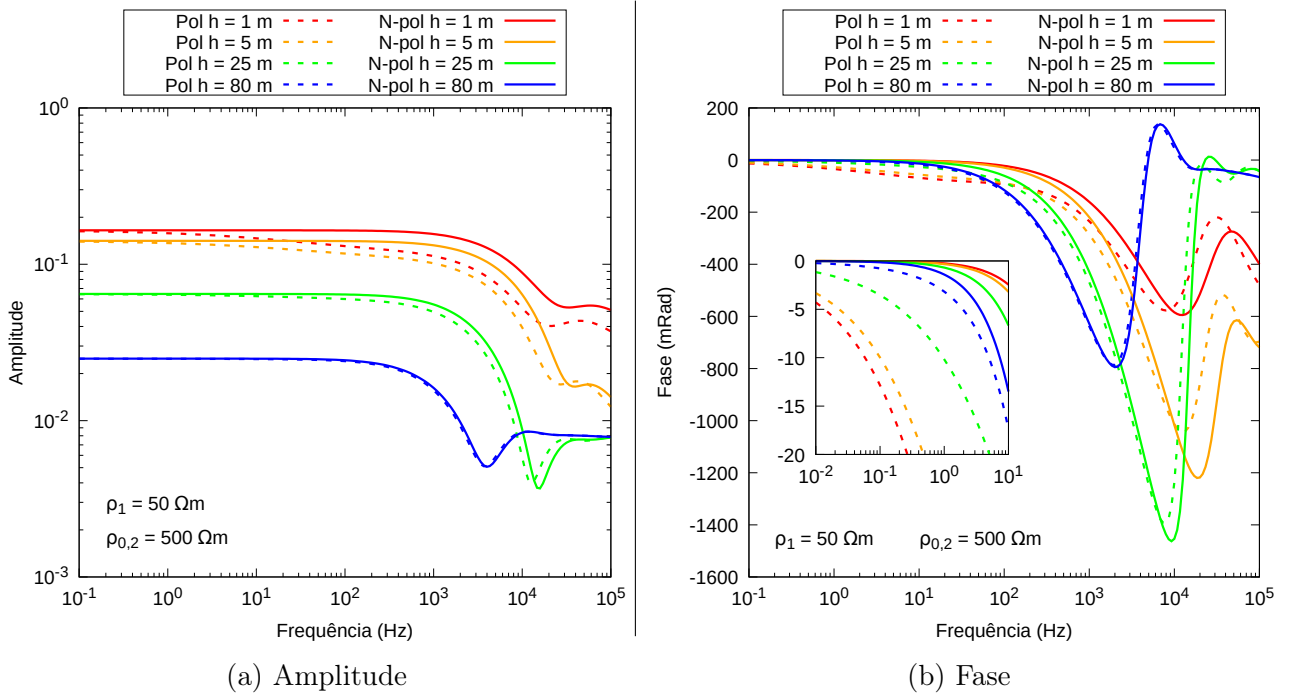 Pol h = 1 m N-pol h = 1 m
Pol h = 5 m N-pol h = 5 m
Pol h = 25 m N-pol h = 25 m
Pol h = 80 m N-pol h = 80 m
10^0
10^-1
10^-2
10^-3
Amplitude
ρ1 = 50 Ωm
ρ0,2 = 500 Ωm
10^-1 10^0 10^1 10^2 10^3 10^4 10^5
Frequência (Hz)
(a) Amplitude
Pol h = 1 m N-pol h = 1 m
Pol h = 5 m N-pol h = 5 m
Pol h = 25 m N-pol h = 25 m
Pol h = 80 m N-pol h = 80 m
200
0
-200
-400
-600
-800
-1000
-1200
-1400
-1600
Fase (mRad)
0
-5
-10
-15
-20
10^-2 10^-1 10^0 10^1
ρ1 = 50 Ωm ρ0,2 = 500 Ωm
10^-1 10^0 10^1 10^2 10^3 10^4 10^5
Frequência (Hz)
(b) Fase